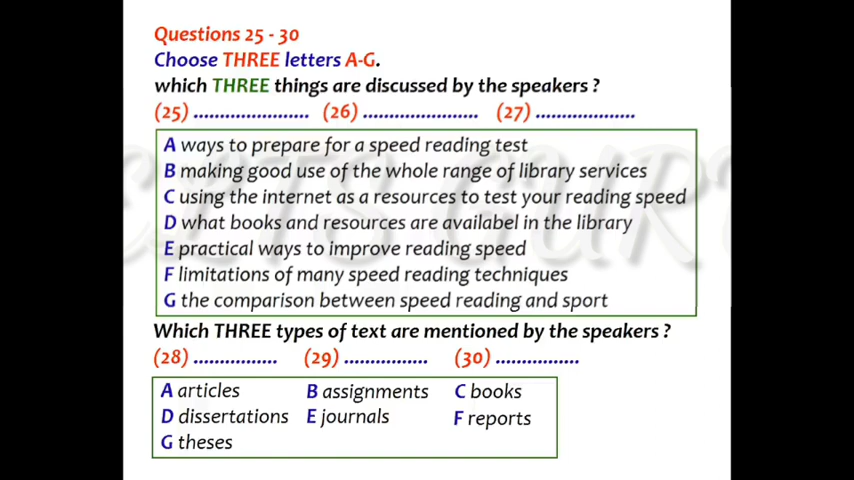 Questions 25 - 30
Choose THREE letters A-G.
which THREE things are discussed by the speakers ?
(25) ...................... (26) ...................... (27) ...................
A ways to prepare for a speed reading test
B making good use of the whole range of library services
C using the internet as a resources to test your reading speed
D what books and resources are availabel in the library
E practical ways to improve reading speed
F limitations of many speed reading techniques
G the comparison between speed reading and sport
Which THREE types of text are mentioned by the speakers ?
(28) ................ (29) ................ (30) ................
A articles B assignments C books
D dissertations E journals F reports
G theses